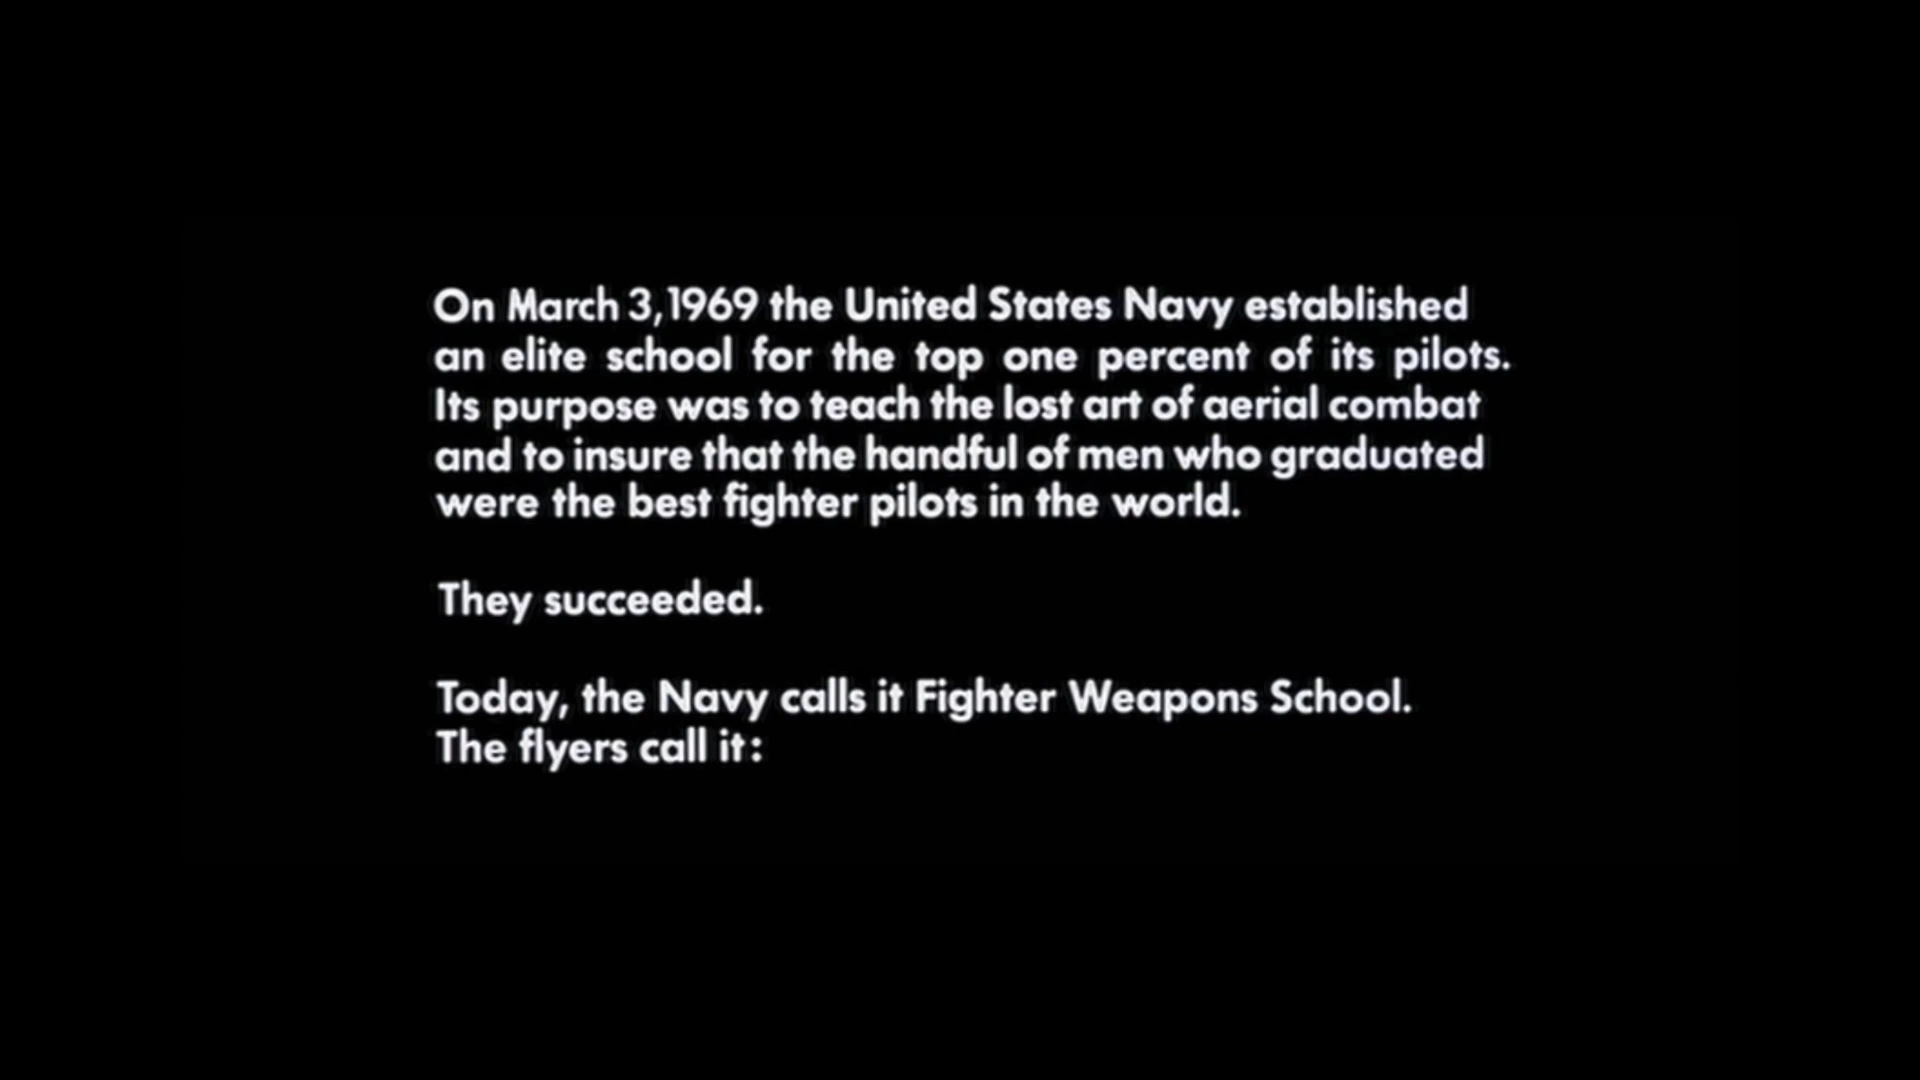 On March 3, 1969 the United States Navy established
an elite school for the top one percent of its pilots.
Its purpose was to teach the lost art of aerial combat
and to insure that the handful of men who graduated
were the best fighter pilots in the world.
They succeeded.
Today, the Navy calls it Fighter Weapons School.
The flyers call it: